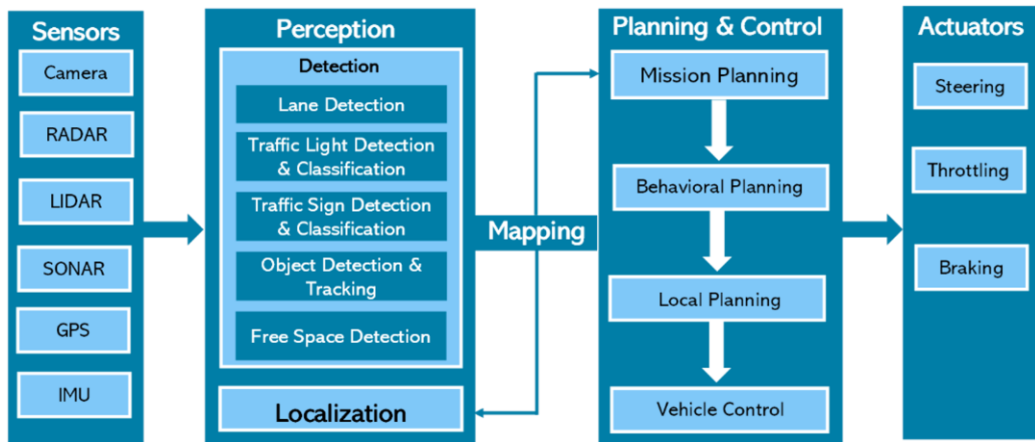 Sensors
Camera
RADAR
LIDAR
SONAR
GPS
IMU
Perception
Detection
Lane Detection
Traffic Light Detection
& Classification
Traffic Sign Detection
& Classification
Object Detection &
Tracking
Free Space Detection
Localization
Mapping
Planning & Control
Mission Planning
Behavioral Planning
Local Planning
Vehicle Control
Actuators
Steering
Throttling
Braking